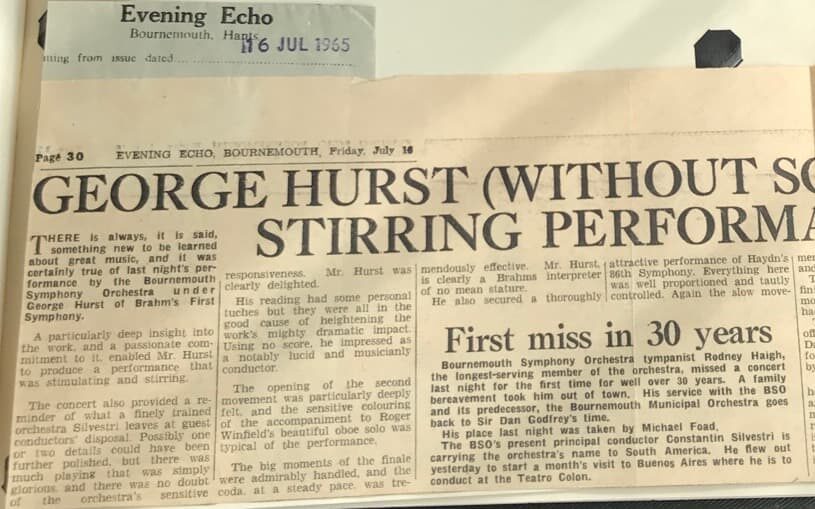 Evening Echo
Bournemouth, Hants
16 JUL 1965
from issue dated
Page 30
EVENING ECHO, BOURNEMOUTH, Friday, July 16
GEORGE HURST (WITHOUT
STIRRING
THERE is always, it is said,
something new to be learned
about great music, and it was
certainly true of last night's per-
formance by the Bournemouth
Symphony Orchestra under
George Hurst of Brahm's First
Symphony.
A particularly deep insight into
the work, and a passionate com-
mitment to it, enabled Mr. Hurst
to produce a performance that
was stimulating and stirring.
The concert also provided a re-
minder of what a finely trained
orchestra Silvestri leaves at guest
conductors' disposal. Possibly one
or two details could have been
further polished, but there was
much playing that was simply
glorious, and there was no doubt
of the orchestra's sensitive
responsiveness. Mr. Hurst was
clearly delighted.
His reading had some personal
tuches but they were all in the
good cause of heightening the
work's mighty dramatic impact.
Using no score, he impressed as
a notably lucid and musicianly
conductor.
The opening of the second
movement was particularly deeply
felt, and the sensitive colouring
of the accompaniment to Roger
Winfield's beautiful oboe solo was
typical of the performance.
The big moments of the finale
were admirably handled, and the
coda, at a steady pace, was tre-
mendously effective. Mr. Hurst,
is clearly a Brahms interpreter
of no mean stature.
He also secured a thoroughly
attractive performance of Haydn's
86th Symphony. Everything here
was well proportioned and tautly
controlled. Again the slow move-
First miss in 30 years
Bournemouth Symphony Orchestra tympanist Rodney Haigh,
the longest-serving member of the orchestra, missed a concert
last night for the first time for well over 30 years. A family
bereavement took him out of town. His service with the BSO
and its predecessor, the Bournemouth Municipal Orchestra goes
back to Sir Dan Godfrey's time.
His place last night was taken by Michael Foad.
The BSO's present principal conductor Constantin Silvestri is
carrying the orchestra's name to South America. He flew out
yesterday to start a month's visit to Buenos Aires where he is to
conduct at the Teatro Colon.